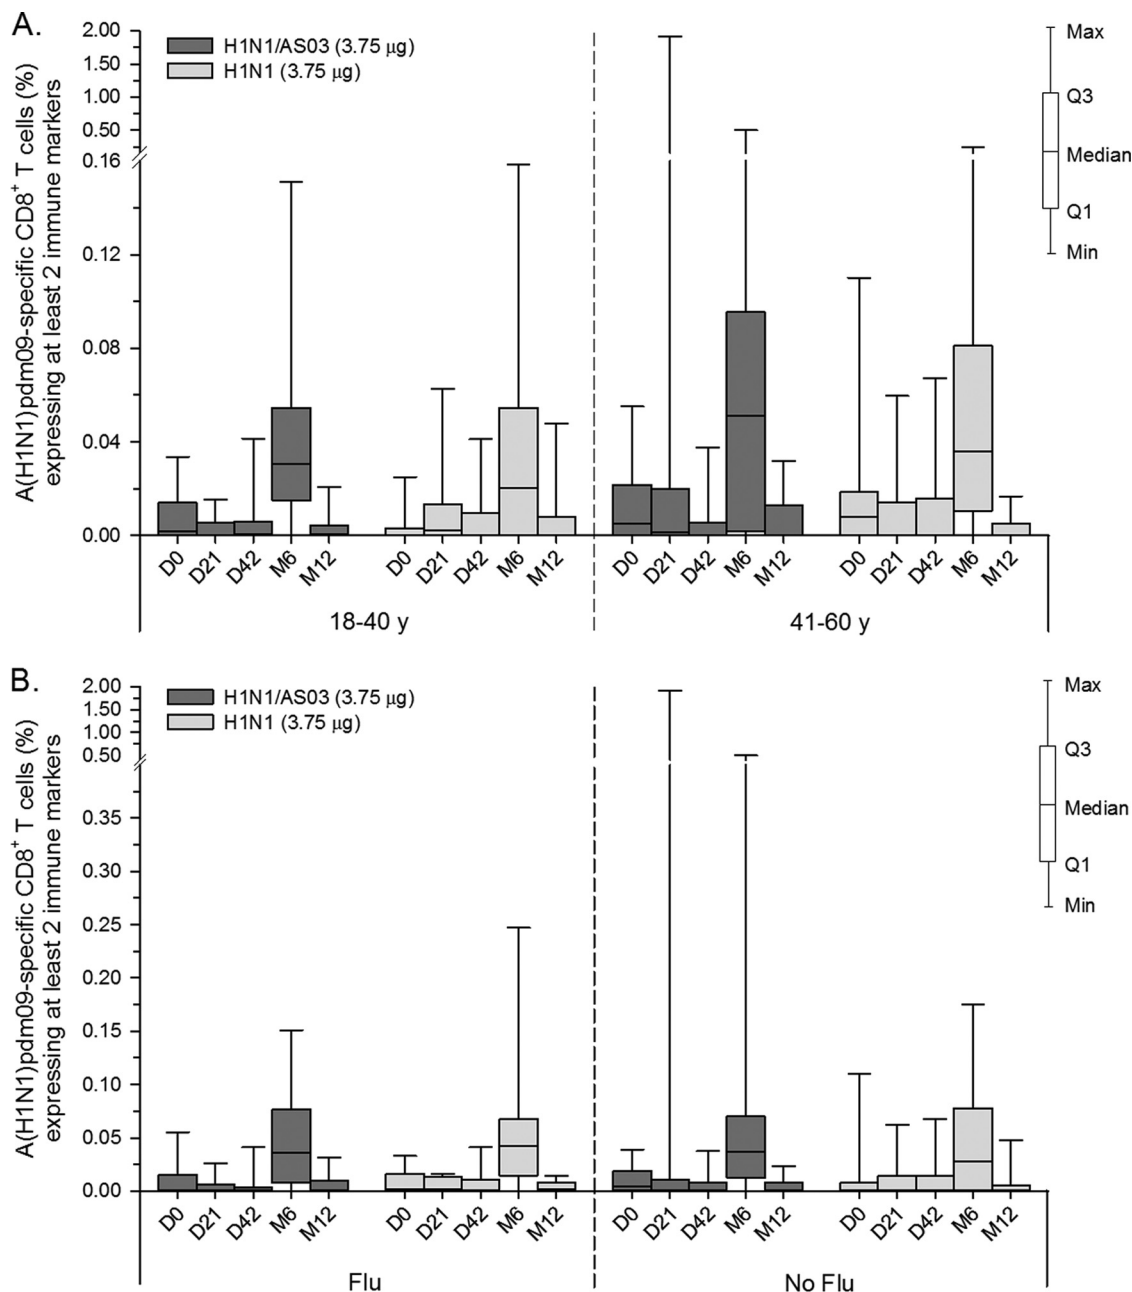 A.
A(H1N1)pdm09-specific CD8+ T cells (%)
expressing at least 2 immune markers
2.00
1.50
1.00
0.50
0.16
0.12
0.08
0.04
0.00
H1N1/AS03 (3.75 µg)
H1N1 (3.75 µg)
Max
Q3
Median
Q1
Min
D0 D21 D42 M6 M12 D0 D21 D42 M6 M12 D0 D21 D42 M6 M12 D0 D21 D42 M6 M12
18-40 y 41-60 y
B.
A(H1N1)pdm09-specific CD8+ T cells (%)
expressing at least 2 immune markers
2.00
1.50
1.00
0.50
0.35
0.30
0.25
0.20
0.15
0.10
0.05
0.00
H1N1/AS03 (3.75 µg)
H1N1 (3.75 µg)
Max
Q3
Median
Q1
Min
D0 D21 D42 M6 M12 D0 D21 D42 M6 M12 D0 D21 D42 M6 M12 D0 D21 D42 M6 M12
Flu No Flu